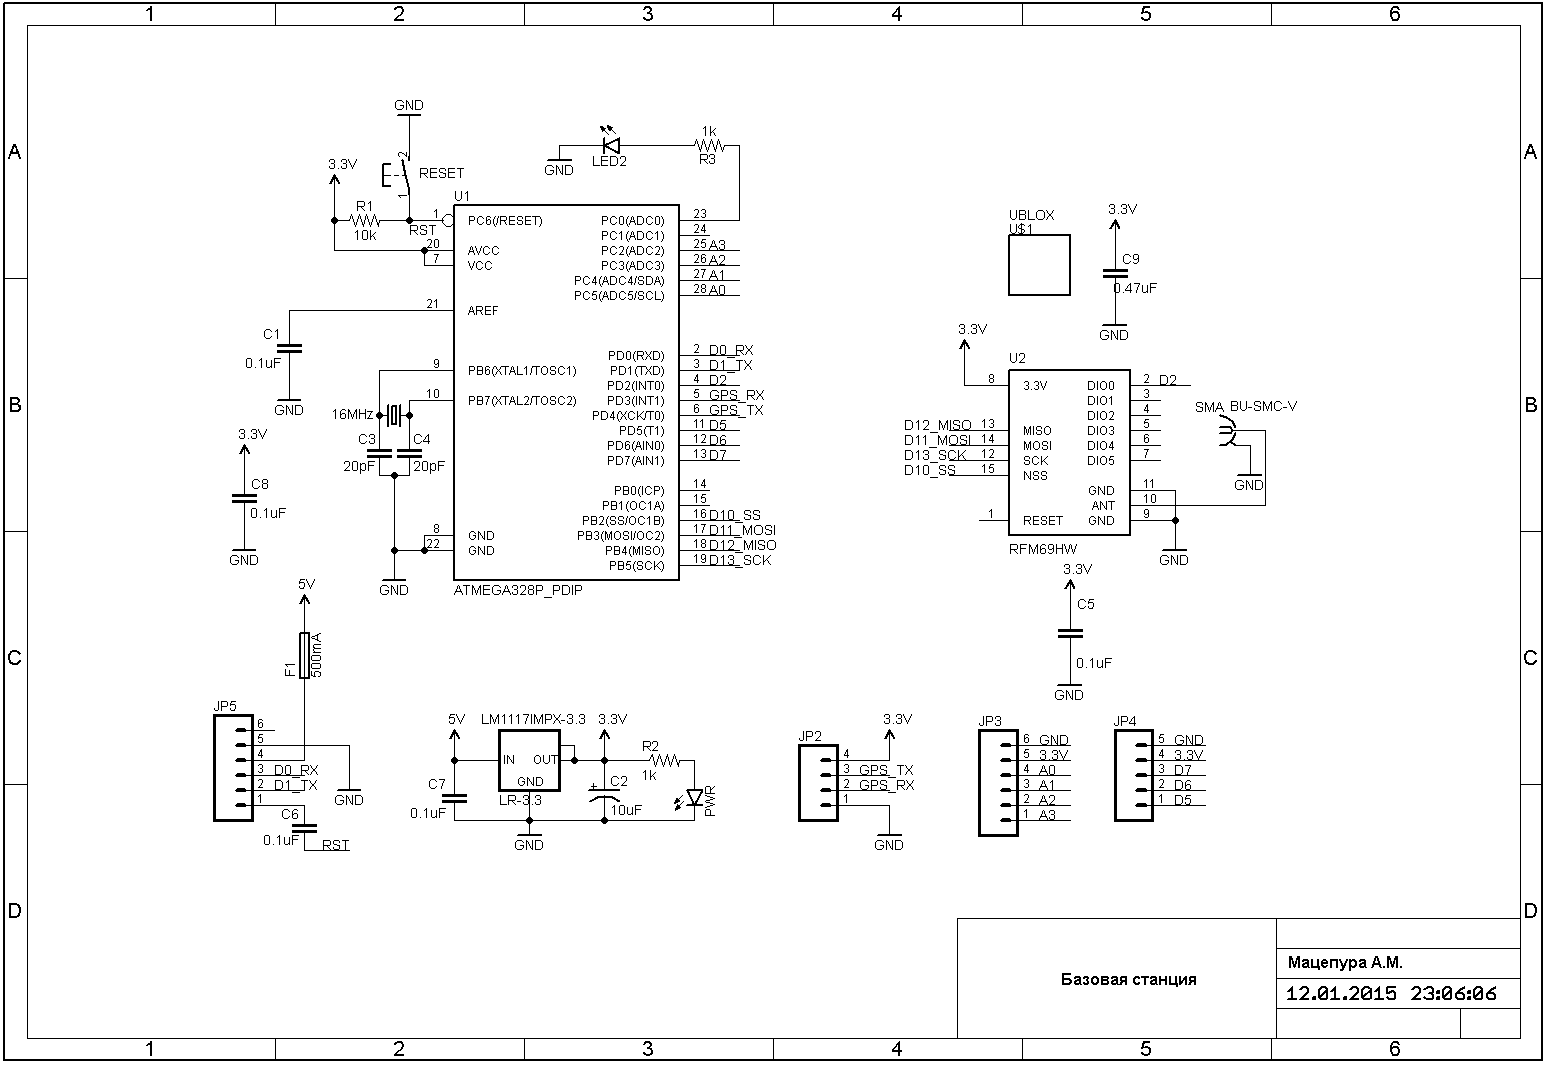 1 2 3 4 5 6
A
B
C
D
A
B
C
D
GND
3.3V
2
1
RESET
R1
10k
RST
GND
LED2
1k
R3
U1
1 PC6(/RESET)
20 AVCC
7 VCC
21 AREF
9 PB6(XTAL1/TOSC1)
10 PB7(XTAL2/TOSC2)
8 GND
22 GND
PC0(ADC0) 23
PC1(ADC1) 24
PC2(ADC2) 25 A3
PC3(ADC3) 26 A2
PC4(ADC4/SDA) 27 A1
PC5(ADC5/SCL) 28 A0
PD0(RXD) 2 D0_RX
PD1(TXD) 3 D1_TX
PD2(INT0) 4 D2
PD3(INT1) 5 GPS_RX
PD4(XCK/T0) 6 GPS_TX
PD5(T1) 11 D5
PD6(AIN0) 12 D6
PD7(AIN1) 13 D7
PB0(ICP) 14
PB1(OC1A) 15
PB2(SS/OC1B) 16 D10_SS
PB3(MOSI/OC2) 17 D11_MOSI
PB4(MISO) 18 D12_MISO
PB5(SCK) 19 D13_SCK
ATMEGA328P_PDIP
C1
0.1uF
GND
16MHz
C3
20pF
C4
20pF
GND
3.3V
C8
0.1uF
GND
UBLOX
U$1
3.3V
C9
0.47uF
GND
3.3V
U2
8 3.3V
D12_MISO 13 MISO
D11_MOSI 14 MOSI
D13_SCK 12 SCK
D10_SS 15 NSS
1 RESET
DIO0 2 D2
DIO1 3
DIO2 4
DIO3 5
DIO4 6
DIO5 7
GND 11
ANT 10
GND 9
RFM69HW
GND
SMA BU-SMC-V
GND
3.3V
C5
0.1uF
GND
5V
F1
500mA
JP5
6
5
4
3 D0_RX
2 D1_TX
1
GND
C6
0.1uF
RST
5V
LM1117IMPX-3.3
3.3V
IN
OUT
GND
LR-3.3
C7
0.1uF
C2
+
10uF
R2
1k
PWR
GND
JP2
3.3V
4
3 GPS_TX
2 GPS_RX
1
GND
JP3
6 GND
5 3.3V
4 A0
3 A1
2 A2
1 A3
JP4
5 GND
4 3.3V
3 D7
2 D6
1 D5
Базовая станция
Мацепура А.М.
12.01.2015 23:06:06
1 2 3 4 5 6